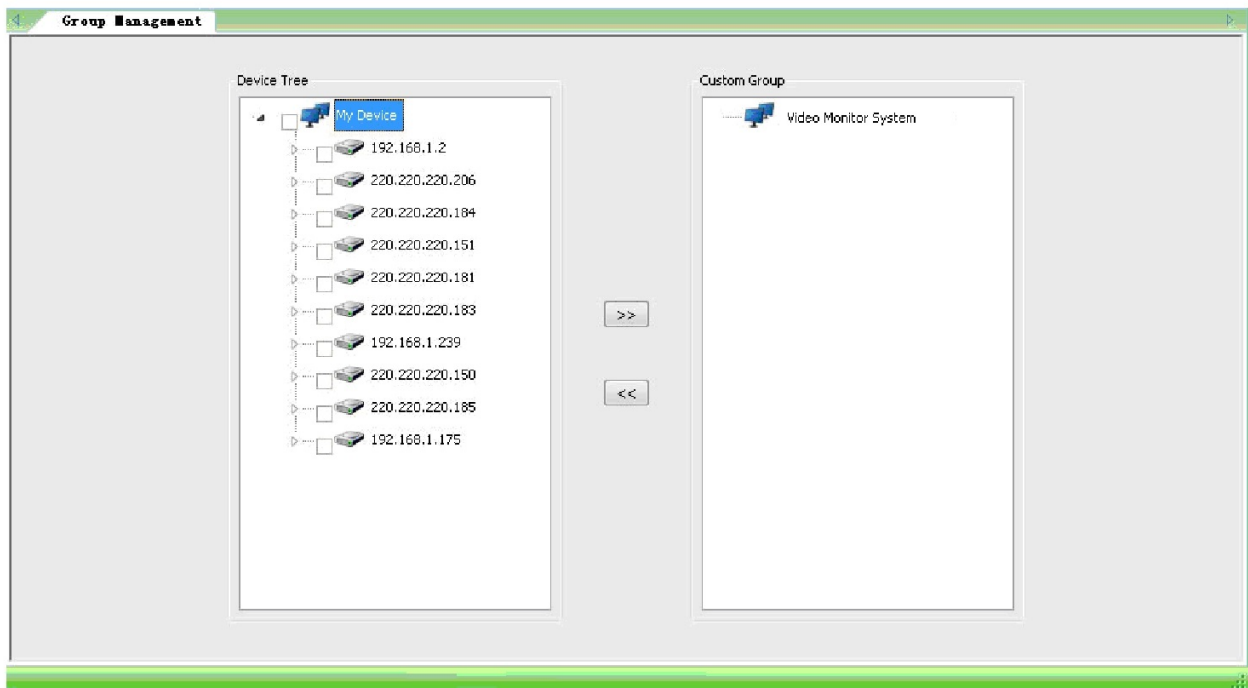 Group Management
Device Tree
My Device
192.168.1.2
220.220.220.206
220.220.220.184
220.220.220.151
220.220.220.181
220.220.220.183
192.168.1.239
220.220.220.150
220.220.220.185
192.168.1.175
>>
<<
Custom Group
Video Monitor System